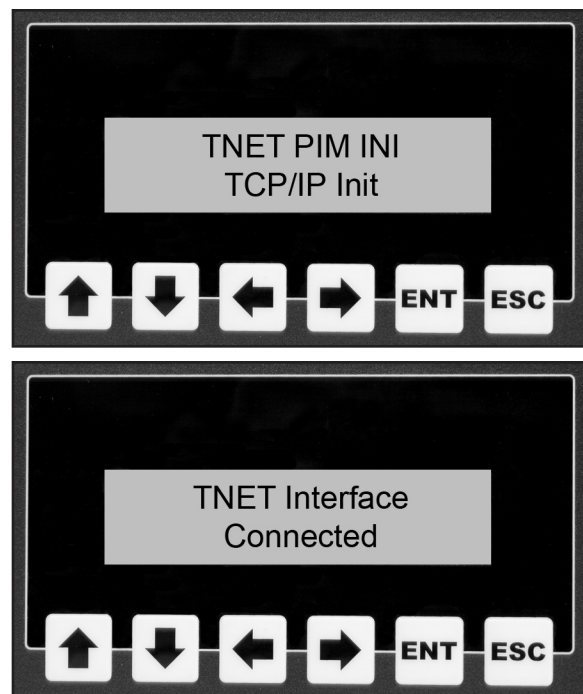 TNET PIM INI
TCP/IP Init
ENT ESC
TNET Interface
Connected
ENT ESC